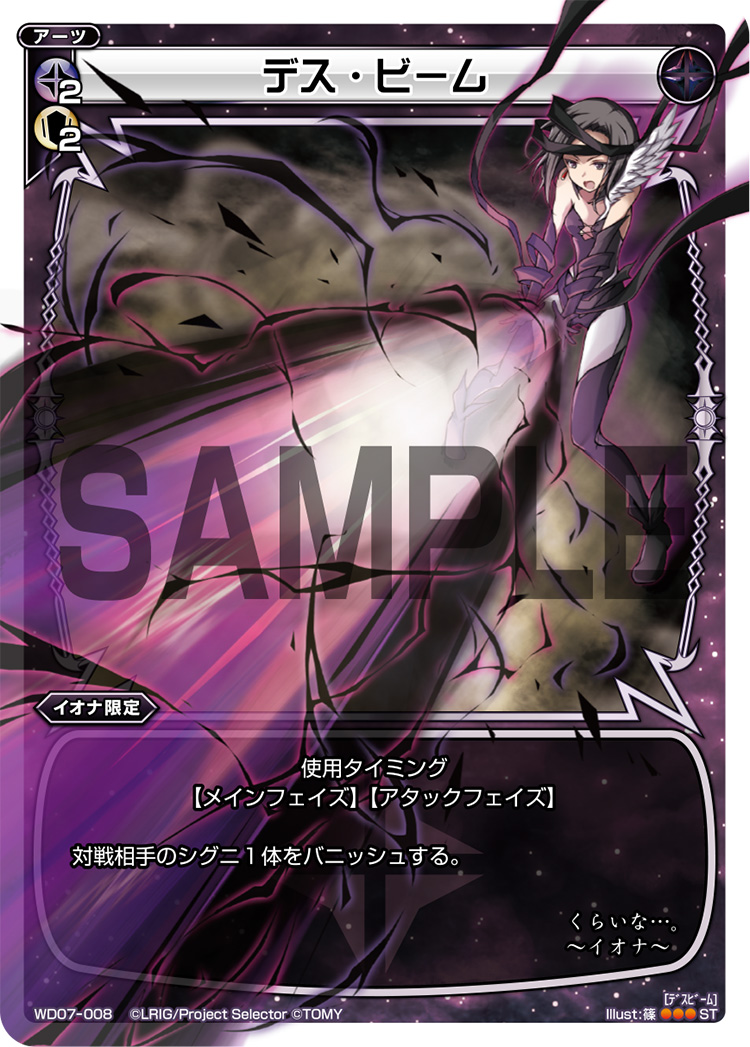 アーツ
デス・ビーム
2
2
SAMPLE
イオナ限定
使用タイミング
【メインフェイズ】【アタックフェイズ】
対戦相手のシグニ1体をバニッシュする。
くらいな…。
～イオナ～
[デスビーム]
WD07-008 ©LRIG/Project Selector ©TOMY Illust:篠 ST